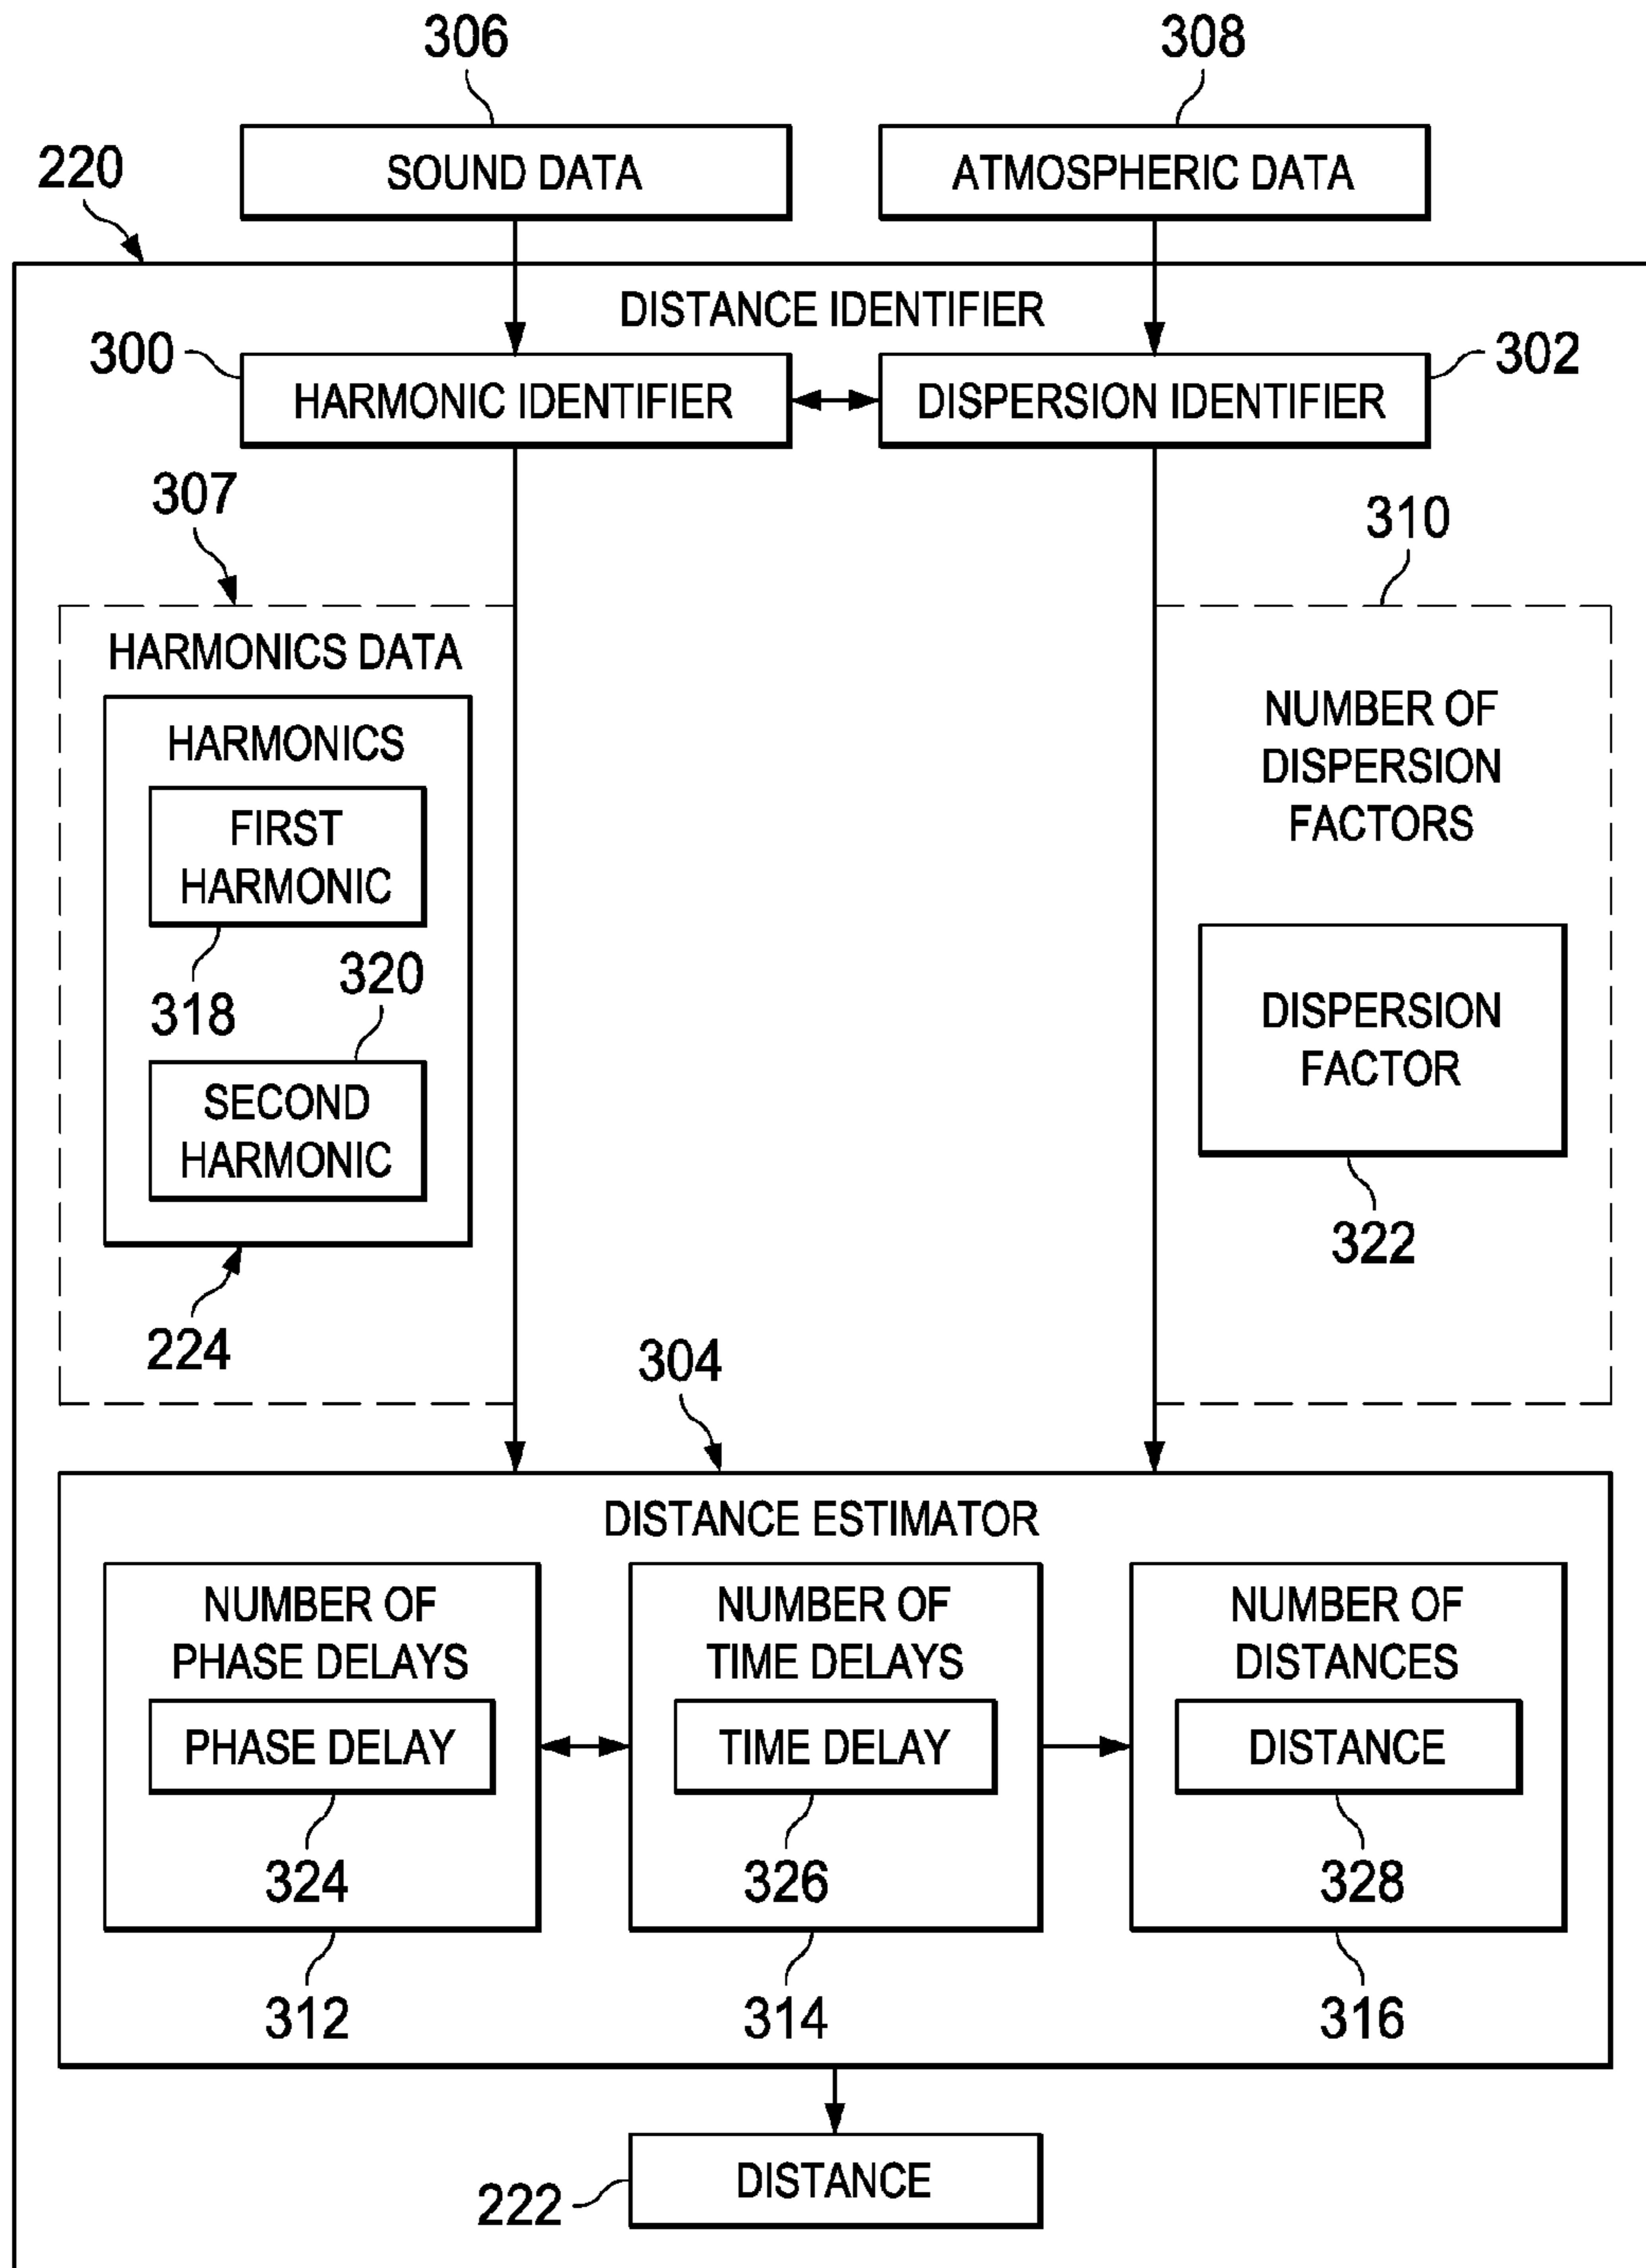 306
308
SOUND DATA
ATMOSPHERIC DATA
220
DISTANCE IDENTIFIER
300
302
HARMONIC IDENTIFIER
DISPERSION IDENTIFIER
307
310
HARMONICS DATA
HARMONICS
FIRST
HARMONIC
318
320
SECOND
HARMONIC
224
NUMBER OF
DISPERSION
FACTORS
DISPERSION
FACTOR
322
304
DISTANCE ESTIMATOR
NUMBER OF
PHASE DELAYS
PHASE DELAY
324
312
NUMBER OF
TIME DELAYS
TIME DELAY
326
314
NUMBER OF
DISTANCES
DISTANCE
328
316
222
DISTANCE